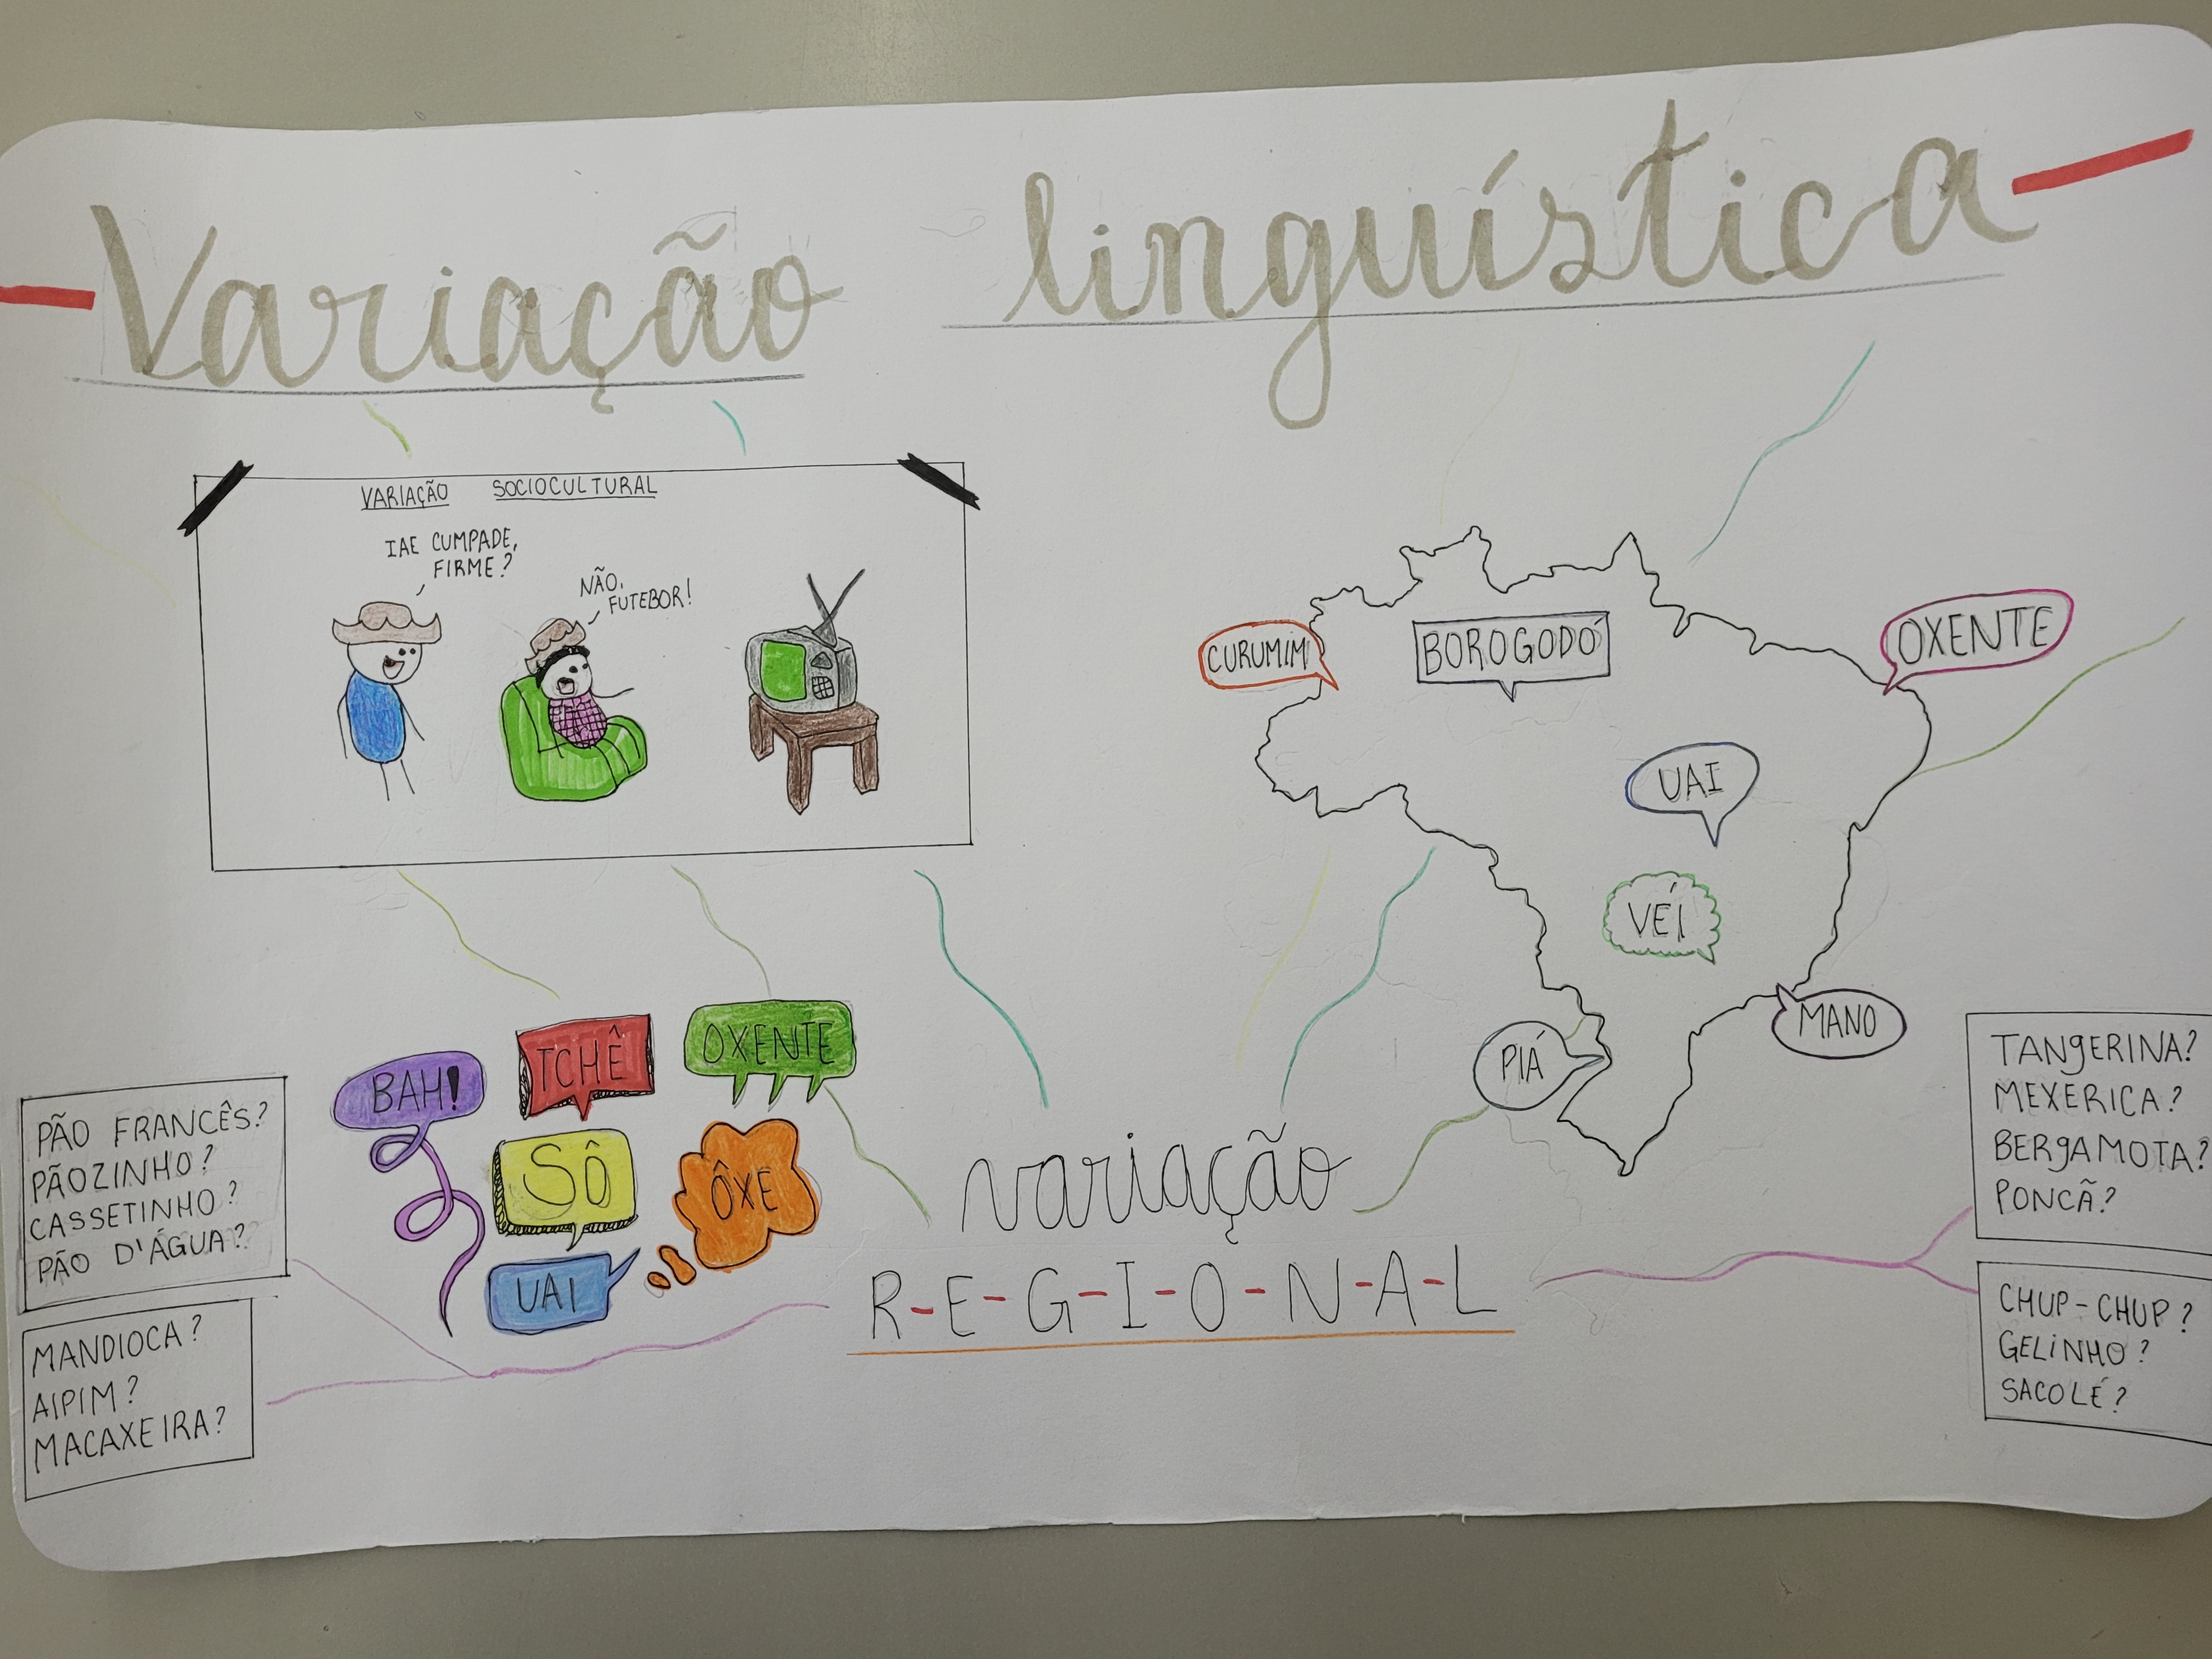 Variação linguística
VARIAÇÃO SOCIOCULTURAL
IAE CUMPADE,
FIRME?
NÃO,
FUTEBOR!
CURUMIM
BOROGODÓ
OXENTE
UAI
VÉI
MANO
PIÁ
BAH!
TCHÊ
OXENTE
SÔ
ÔXE
UAI
PÃO FRANCÊS?
PÃOZINHO?
CASSETINHO?
PÃO D'ÁGUA?
MANDIOCA?
AIPIM?
MACAXEIRA?
variação
R-E-G-I-O-N-A-L
TANGERINA?
MEXERICA?
BERGAMOTA?
PONCÃ?
CHUP-CHUP?
GELINHO?
SACOLÉ?